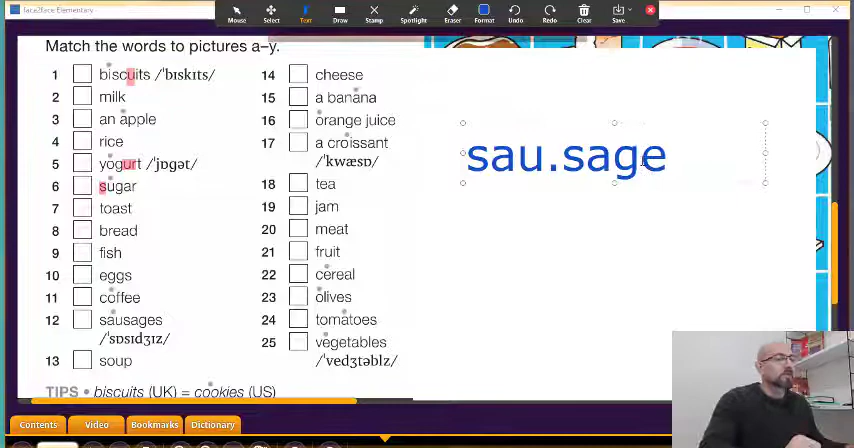 face2face Elementary
Mouse Select Text Draw Stamp Spotlight Eraser Format Undo Redo Clear Save
Match the words to pictures a–y.
1 biscuits /ˈbɪskɪts/
2 milk
3 an apple
4 rice
5 yogurt /ˈjɒgət/
6 sugar
7 toast
8 bread
9 fish
10 eggs
11 coffee
12 sausages
/ˈsɒsɪdʒɪz/
13 soup
14 cheese
15 a banana
16 orange juice
17 a croissant
/ˈkwæsɒ/
18 tea
19 jam
20 meat
21 fruit
22 cereal
23 olives
24 tomatoes
25 vegetables
/ˈvedʒtəblz/
TIPS • biscuits (UK) = cookies (US)
sau.sage
Contents Video Bookmarks Dictionary